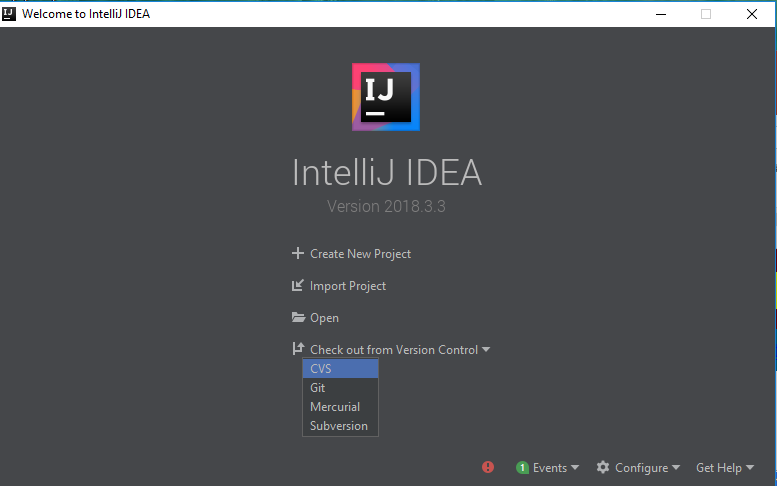 Welcome to IntelliJ IDEA
IJ
IJ
IntelliJ IDEA
Version 2018.3.3
Create New Project
Import Project
Open
Check out from Version Control
CVS
Git
Mercurial
Subversion
1 Events Configure Get Help